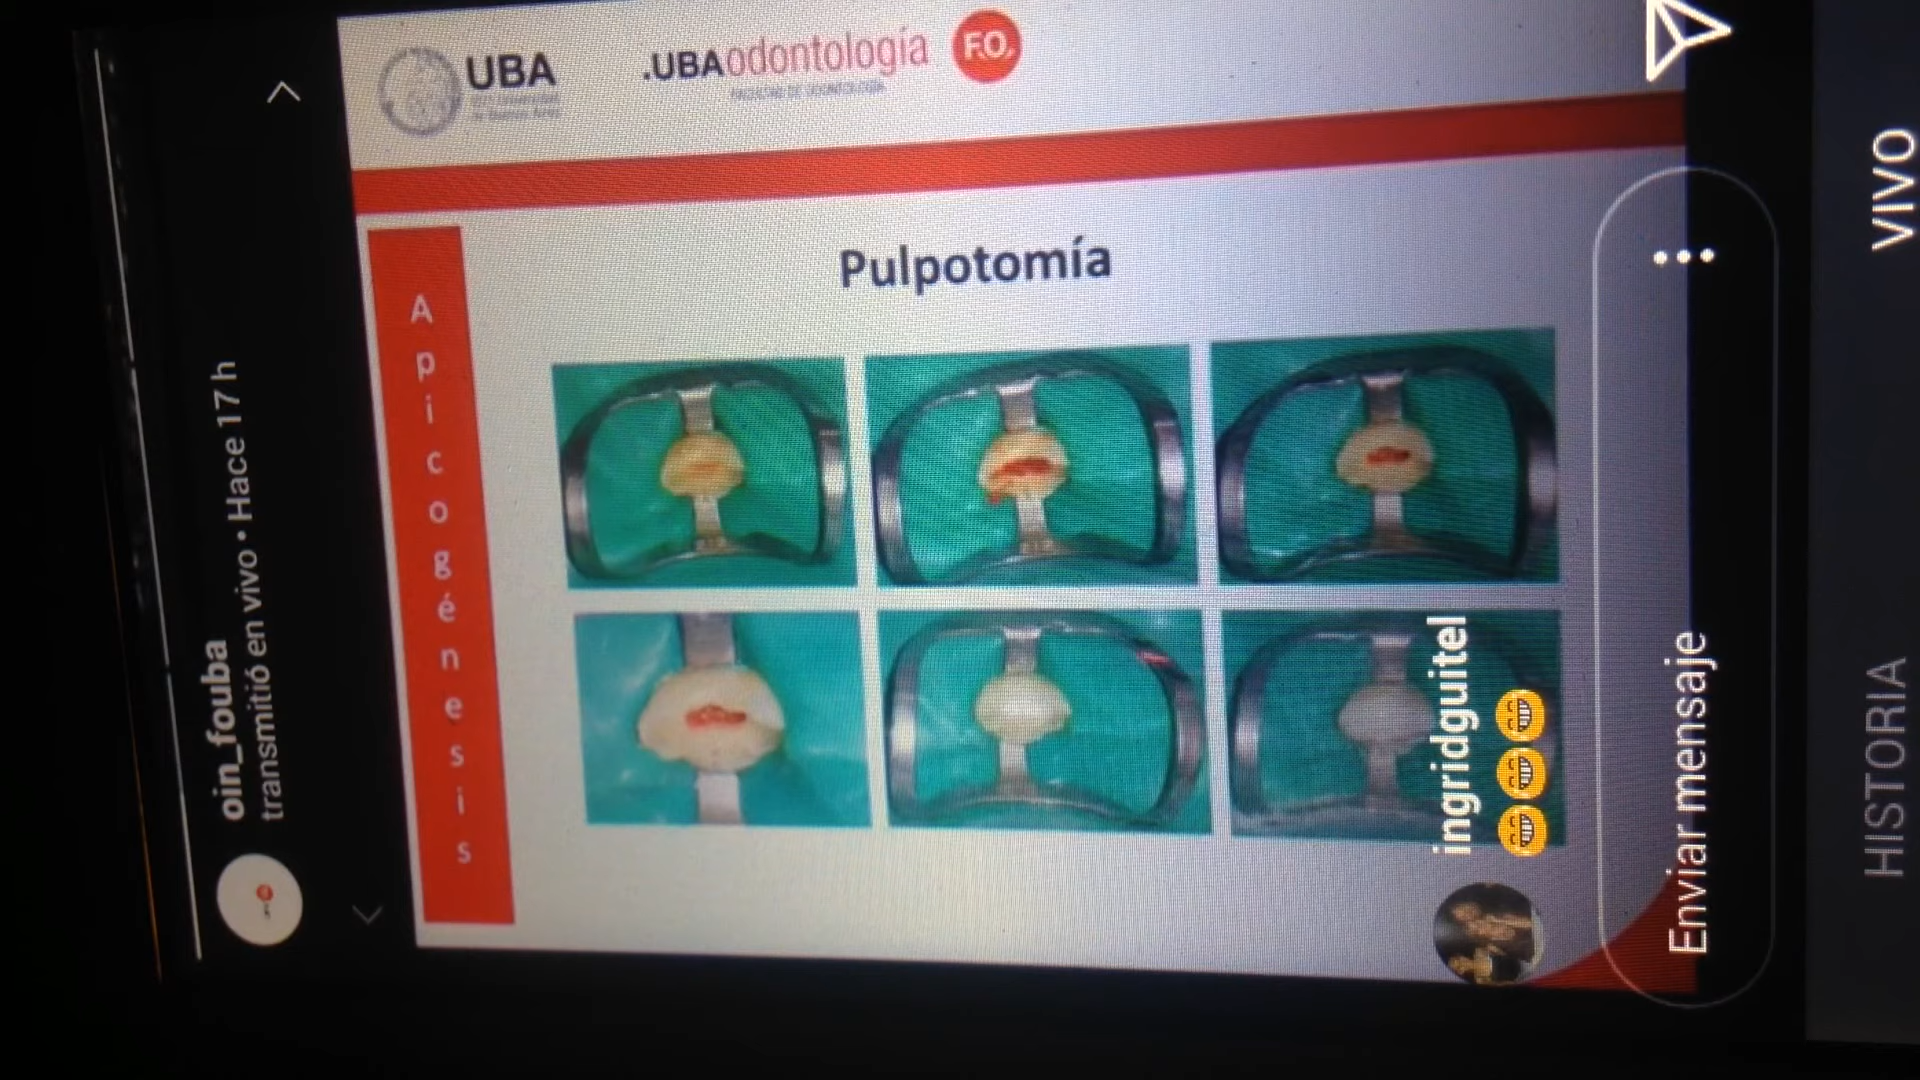 oin_fouba
transmitió en vivo • Hace 17 h
UBA
.UBAodontología F.O.
Apicogénesis
Pulpotomía
ingridguitel
😁😁😁
Enviar mensaje
HISTORIA
VIVO